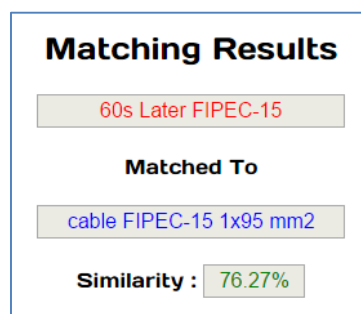 Matching Results
60s Later FIPEC-15
Matched To
cable FIPEC-15 1x95 mm2
Similarity : 76.27%